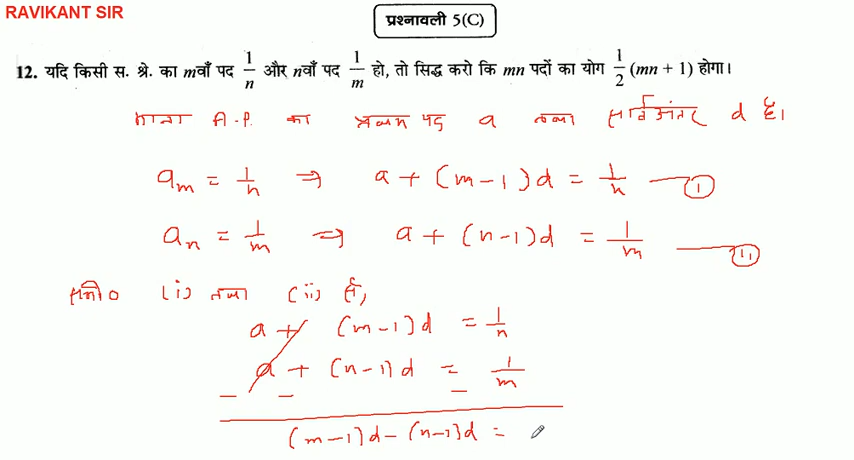 RAVIKANT SIR
प्रश्नावली 5(C)
12. यदि किसी स. श्रे. का mवाँ पद 1/n और nवाँ पद 1/m हो, तो सिद्ध करो कि mn पदों का योग 1/2 (mn + 1) होगा।
माना A.P. का प्रथम पद a तथा सार्वअंतर d है।
a_m = 1/n ⇒ a + (m-1)d = 1/n —(i)
a_n = 1/m ⇒ a + (n-1)d = 1/m —(ii)
समी० (i) तथा (ii) से,
a + (m-1)d = 1/n
a + (n-1)d = 1/m
- - -
(m-1)d - (n-1)d =